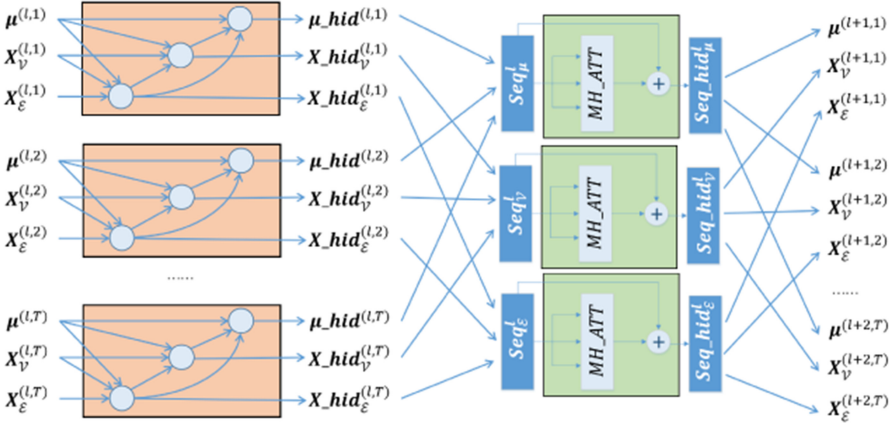 μ^(l,1) μ_hid^(l,1) μ^(l+1,1)
X_𝒱^(l,1) X_hid_𝒱^(l,1) X_𝒱^(l+1,1)
X_ℰ^(l,1) X_hid_ℰ^(l,1) X_ℰ^(l+1,1)
Seq_μ^l MH_ATT + Seq_hid_μ^l
μ^(l,2) μ_hid^(l,2) μ^(l+1,2)
X_𝒱^(l,2) X_hid_𝒱^(l,2) X_𝒱^(l+1,2)
X_ℰ^(l,2) X_hid_ℰ^(l,2) X_ℰ^(l+1,2)
Seq_𝒱^l MH_ATT + Seq_hid_𝒱^l
...... ......
μ^(l,T) μ_hid^(l,T) μ^(l+2,T)
X_𝒱^(l,T) X_hid_𝒱^(l,T) X_𝒱^(l+2,T)
X_ℰ^(l,T) X_hid_ℰ^(l,T) X_ℰ^(l+2,T)
Seq_ℰ^l MH_ATT + Seq_hid_ℰ^l